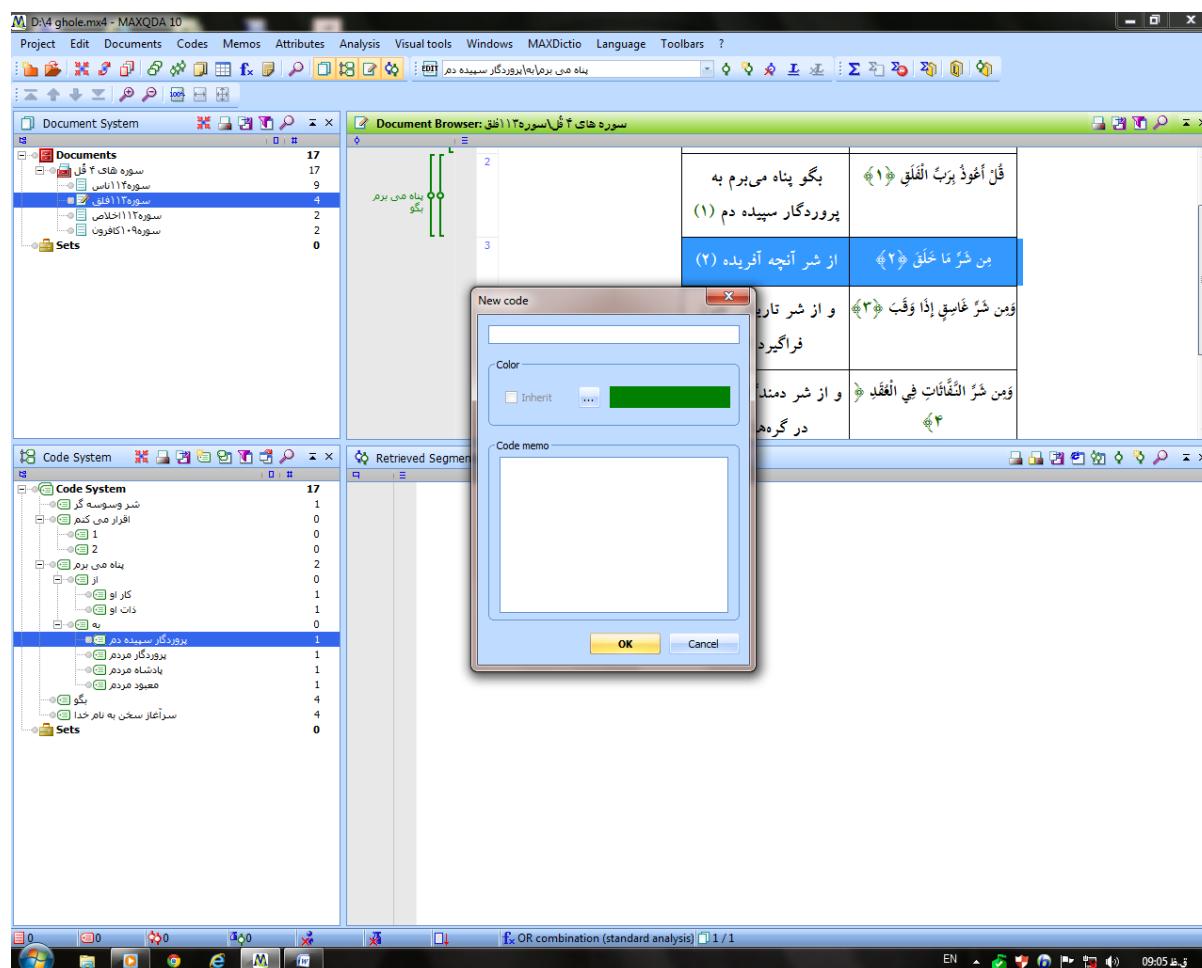 D:\4 ghole.mx4 - MAXQDA 10
Project Edit Documents Codes Memos Attributes Analysis Visual tools Windows MAXDictio Language Toolbars ?
EDIT پناه می برم\به\پروردگار سپیده دم
100%
Document System
Documents 17
سوره های ۴ قُل 17
سوره۱۱۴ناس 9
سوره۱۱۳فلق 4
سوره۱۱۲اخلاص 2
سوره۱۰۹کافرون 2
Sets 0
Document Browser: سوره های ۴ قُل\سوره۱۱۳فلق
پناه می برم
بگو
2
قُلْ أَعُوذُ بِرَبِّ الْفَلَقِ ﴿۱﴾
بگو پناه می‌برم به
پروردگار سپیده دم (۱)
3
مِن شَرِّ مَا خَلَقَ ﴿۲﴾
از شر آنچه آفریده (۲)
وَمِن شَرِّ غَاسِقٍ إِذَا وَقَبَ ﴿۳﴾
و از شر
فراگیرد
وَمِن شَرِّ النَّفَّاثَاتِ فِي الْعُقَدِ ﴿
۴﴾
و از شر
در
New code
Color
Inherit ...
Code memo
OK Cancel
Code System
Code System 17
شر وسوسه گر 1
اقرار می کنم 0
1 0
2 0
پناه می برم 2
از 0
کار او 1
ذات او 1
به 0
پروردگار سپیده دم 1
پروردگار مردم 1
پادشاه مردم 1
معبود مردم 1
بگو 4
سرآغاز سخن به نام خدا 4
Sets 0
Retrieved Segmen
0 0 0 0 OR combination (standard analysis) 1 / 1
EN 09:05 ق.ظ